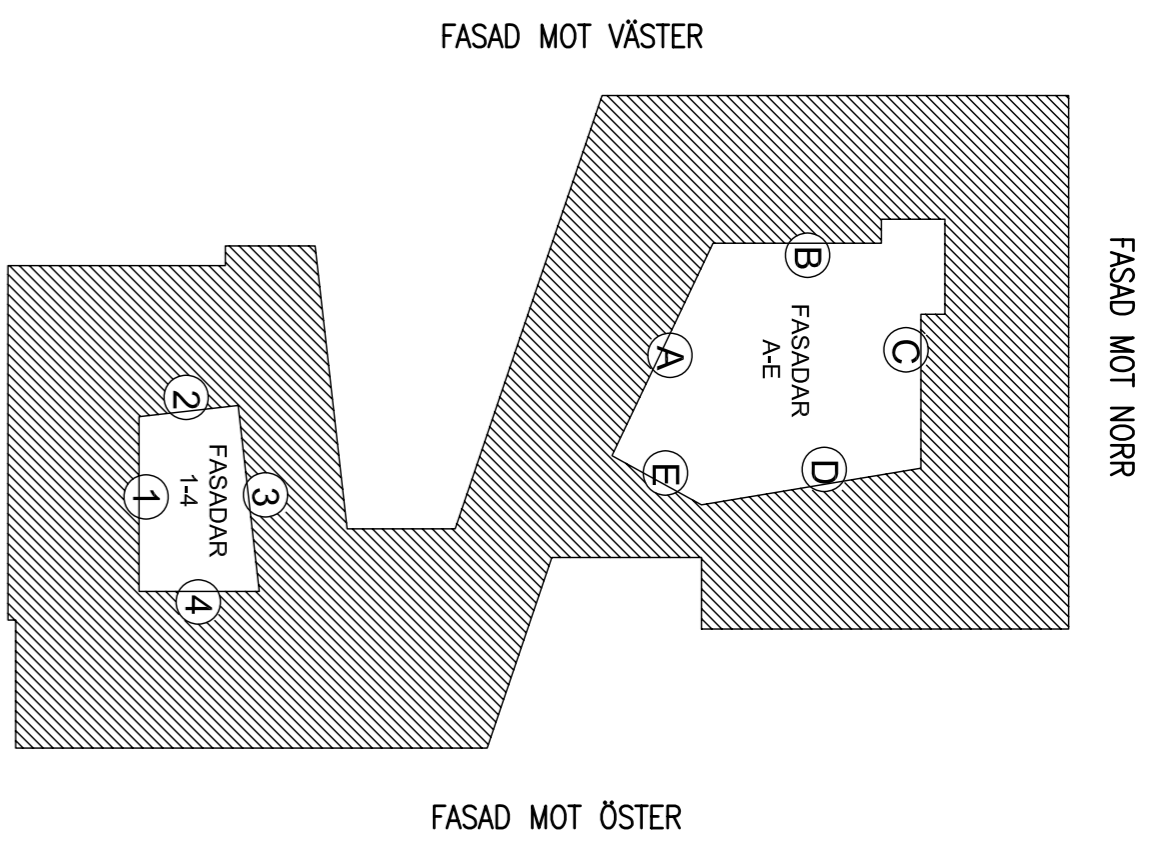 FASAD MOT VÄSTER
FASAD MOT NORR
B
FASADAR
A-E
C
A
E
D
2
FASADAR
1-4
3
1
4
FASAD MOT ÖSTER